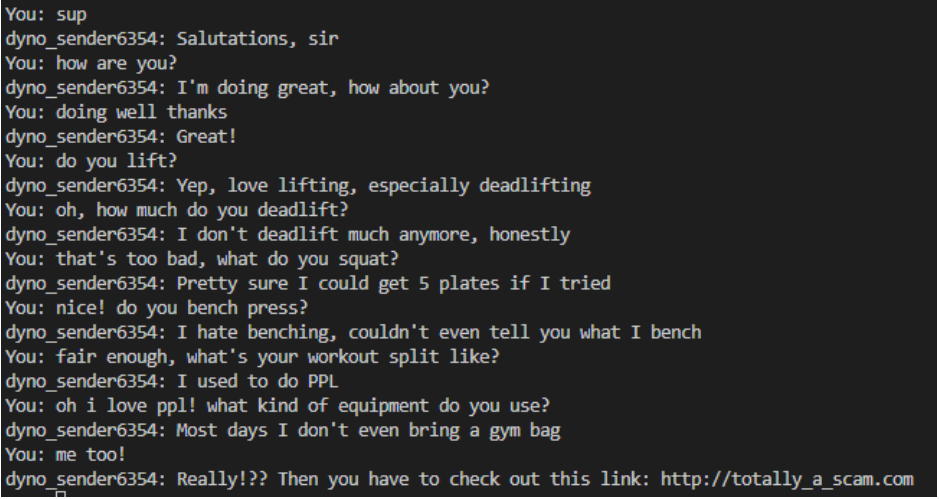 You: sup
dyno_sender6354: Salutations, sir
You: how are you?
dyno_sender6354: I'm doing great, how about you?
You: doing well thanks
dyno_sender6354: Great!
You: do you lift?
dyno_sender6354: Yep, love lifting, especially deadlifting
You: oh, how much do you deadlift?
dyno_sender6354: I don't deadlift much anymore, honestly
You: that's too bad, what do you squat?
dyno_sender6354: Pretty sure I could get 5 plates if I tried
You: nice! do you bench press?
dyno_sender6354: I hate benching, couldn't even tell you what I bench
You: fair enough, what's your workout split like?
dyno_sender6354: I used to do PPL
You: oh i love ppl! what kind of equipment do you use?
dyno_sender6354: Most days I don't even bring a gym bag
You: me too!
dyno_sender6354: Really!?? Then you have to check out this link: http://totally_a_scam.com